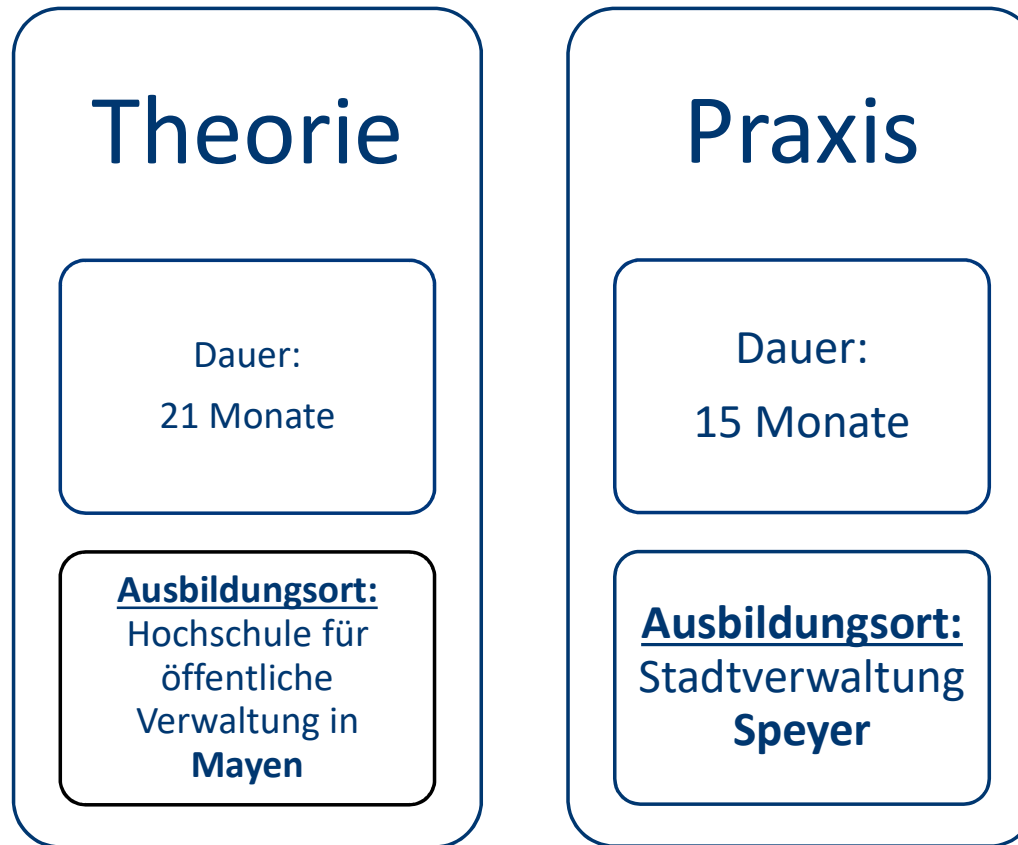 Theorie
Dauer:
21 Monate
Ausbildungsort:
Hochschule für
öffentliche
Verwaltung in
Mayen
Praxis
Dauer:
15 Monate
Ausbildungsort:
Stadtverwaltung
Speyer